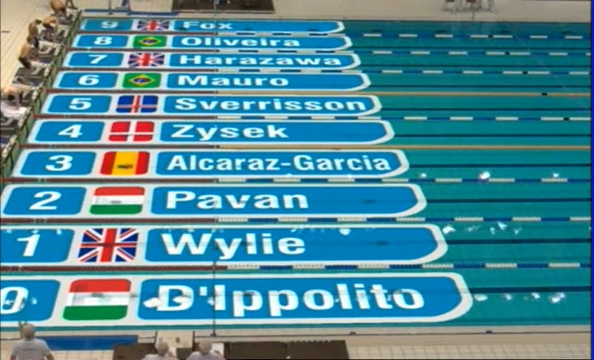 9 Fox
8 Oliveira
7 Harazawa
6 Mauro
5 Sverrisson
4 Zysek
3 Alcaraz-Garcia
2 Pavan
1 Wylie
0 D'Ippolito